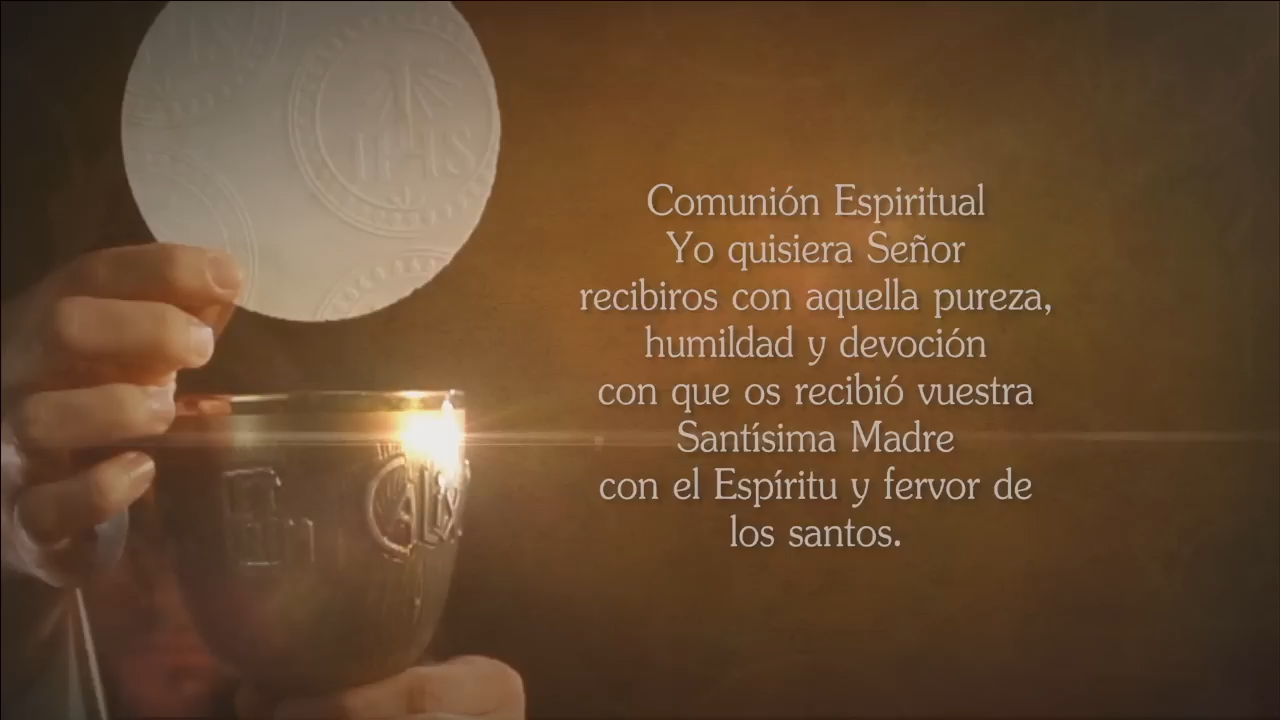 IHS
Comunión Espiritual
Yo quisiera Señor
recibiros con aquella pureza,
humildad y devoción
con que os recibió vuestra
Santísima Madre
con el Espíritu y fervor de
los santos.